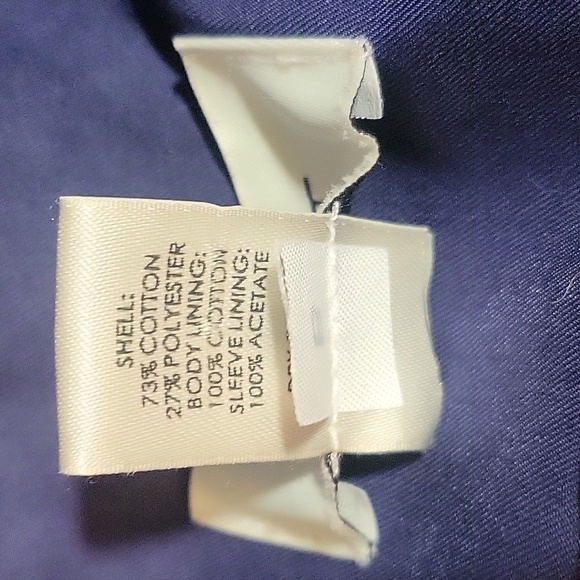 SHELL:
73% COTTON
27% POLYESTER
BODY LINING:
100% COTTON
SLEEVE LINING:
100% ACETATE